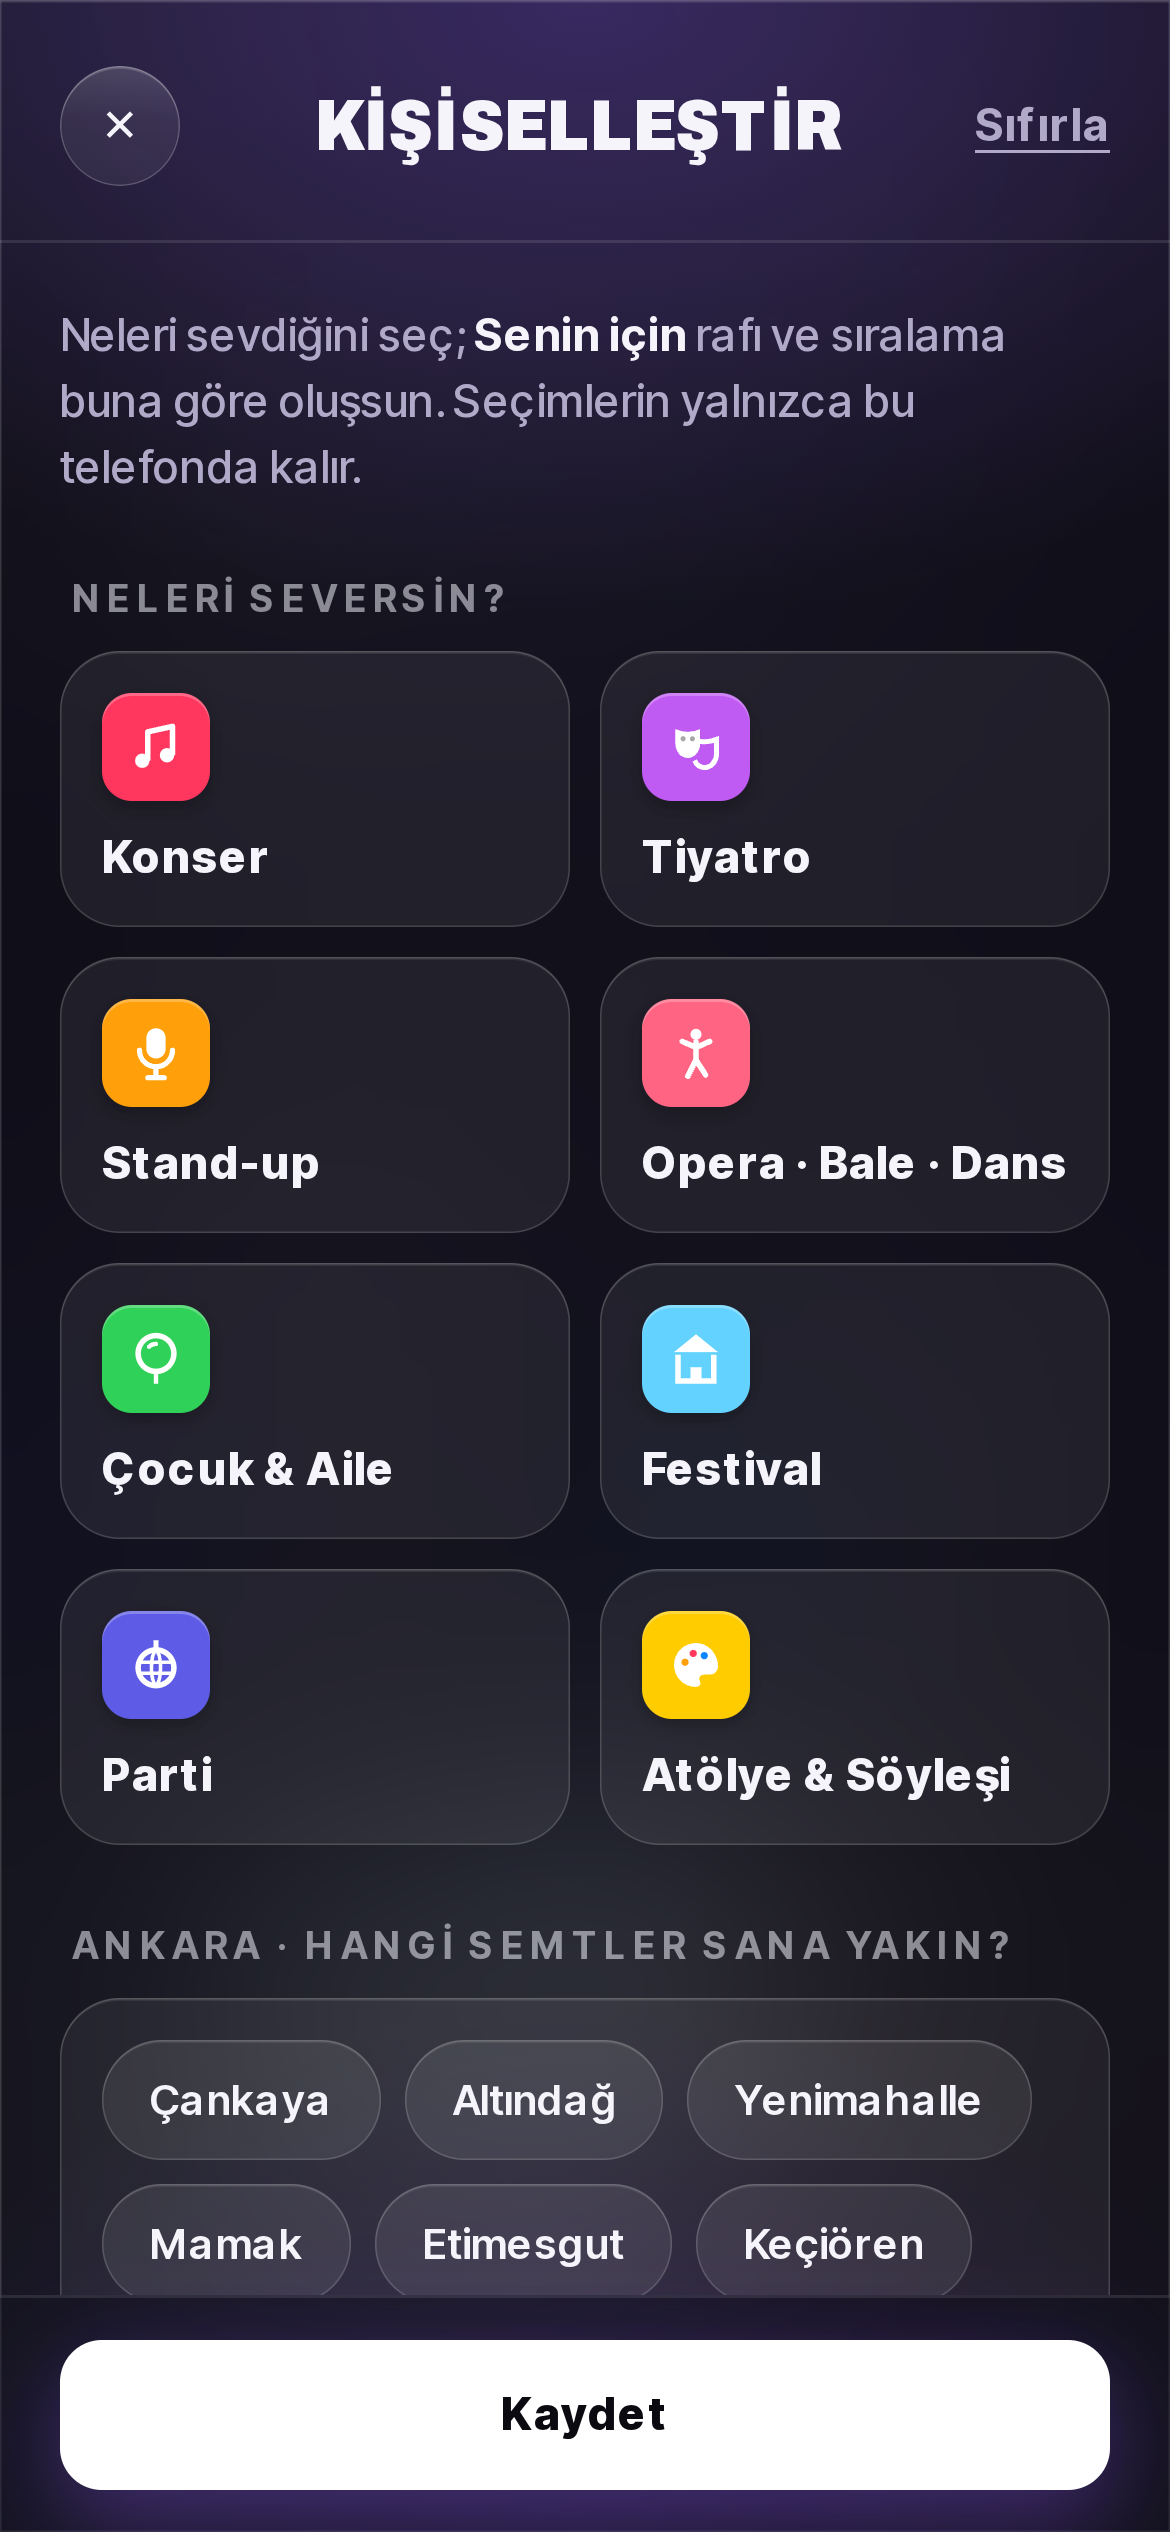 KİŞİSELLEŞTİR
Sıfırla
Neleri sevdiğini seç; Senin için rafı ve sıralama
buna göre oluşsun. Seçimlerin yalnızca bu
telefonda kalır.
NELERİ SEVERSİN?
Konser
Tiyatro
Stand-up
Opera · Bale · Dans
Çocuk & Aile
Festival
Parti
Atölye & Söyleşi
ANKARA · HANGİ SEMTLER SANA YAKIN?
Çankaya
Altındağ
Yenimahalle
Mamak
Etimesgut
Keçiören
Kaydet